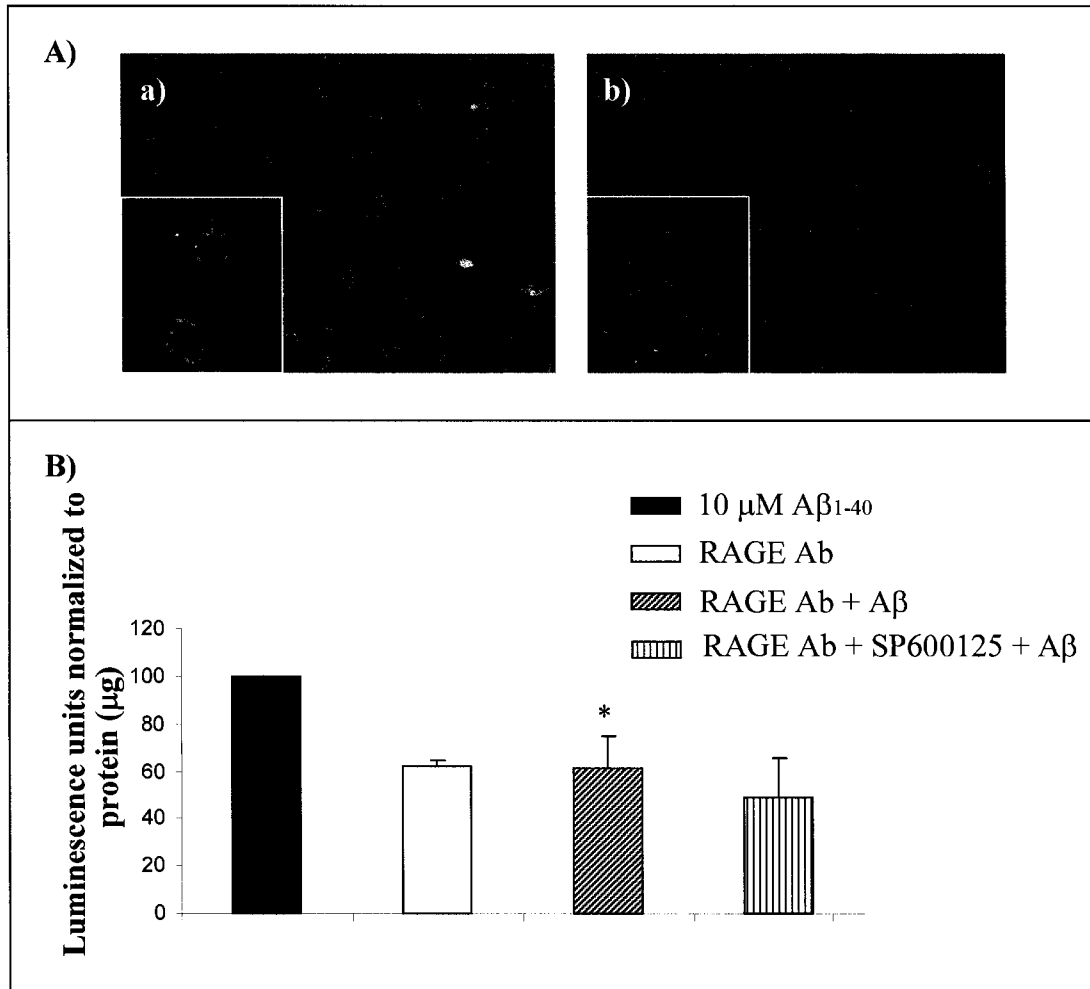 A)
a)
b)
B)
Luminescence units normalized to
protein (μg)
10 μM Aβ1-40
RAGE Ab
RAGE Ab + Aβ
RAGE Ab + SP600125 + Aβ
120
100
80
60
40
20
0
*